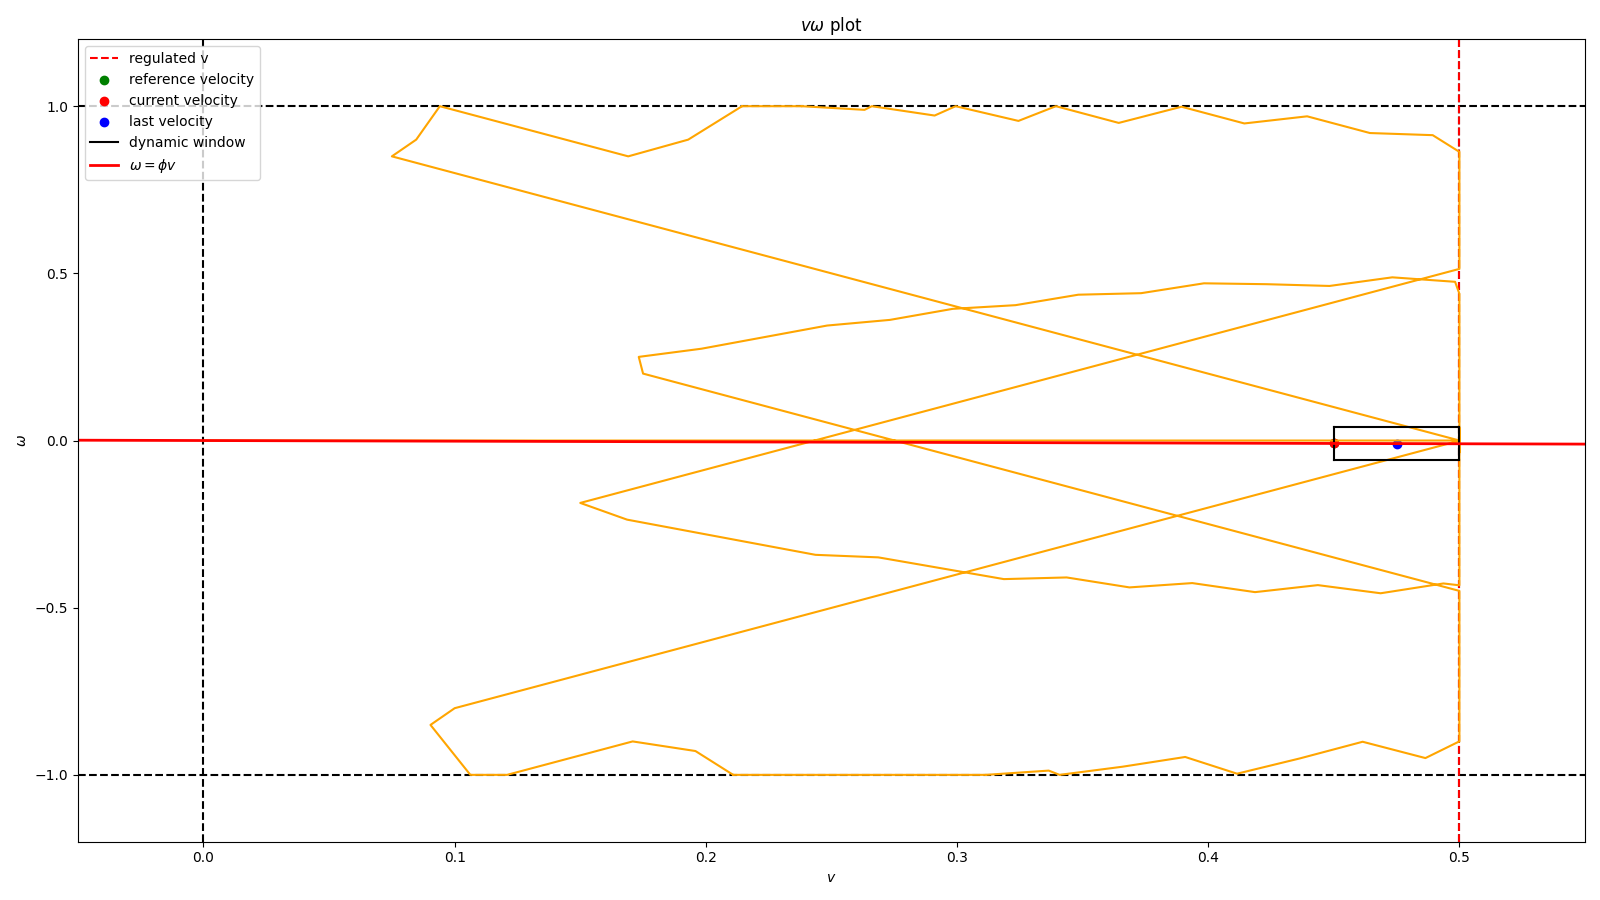 vω plot
regulated v
reference velocity
current velocity
last velocity
dynamic window
ω = ϕv
1.0
0.5
0.0
−0.5
−1.0
ω
0.0 0.1 0.2 0.3 0.4 0.5
v